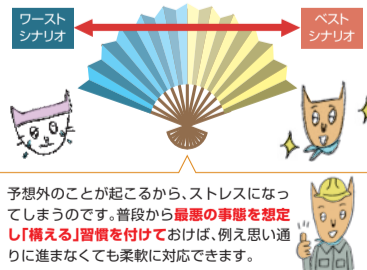 ワースト
シナリオ
ベスト
シナリオ
予想外のことが起こるから、ストレスになっ
てしまうのです。普段から最悪の事態を想定
し「構える」習慣を付けておけば、例え思い通
りに進まなくても柔軟に対応できます。